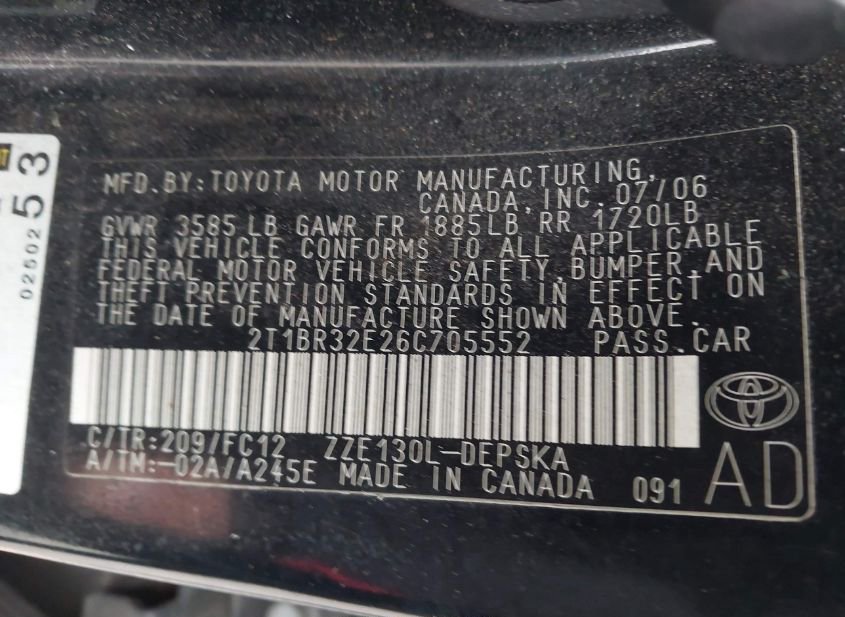 MFD.BY:TOYOTA MOTOR MANUFACTURING,
CANADA, INC. 07/06
GVWR 3585 LB GAWR FR 1885LB RR 1720LB
THIS VEHICLE CONFORMS TO ALL APPLICABLE
FEDERAL MOTOR VEHICLE SAFETY,BUMPER,AND
THEFT PREVENTION STANDARDS IN EFFECT ON
THE DATE OF MANUFACTURE SHOWN ABOVE.
2T1BR32E26C705552 PASS.CAR
C/TR:209/FC12 ZZE130L-DEPSKA
A/TM:-02A/A245E MADE IN CANADA 091
AD
53
02502